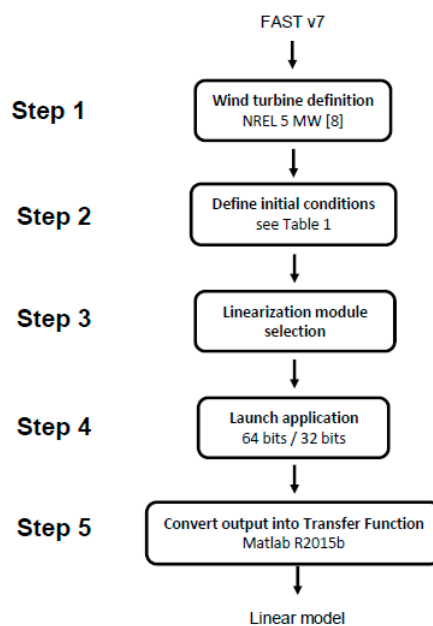 FAST v7
Step 1
Wind turbine definition
NREL 5 MW [8]
Step 2
Define initial conditions
see Table 1
Step 3
Linearization module
selection
Step 4
Launch application
64 bits / 32 bits
Step 5
Convert output into Transfer Function
Matlab R2015b
Linear model